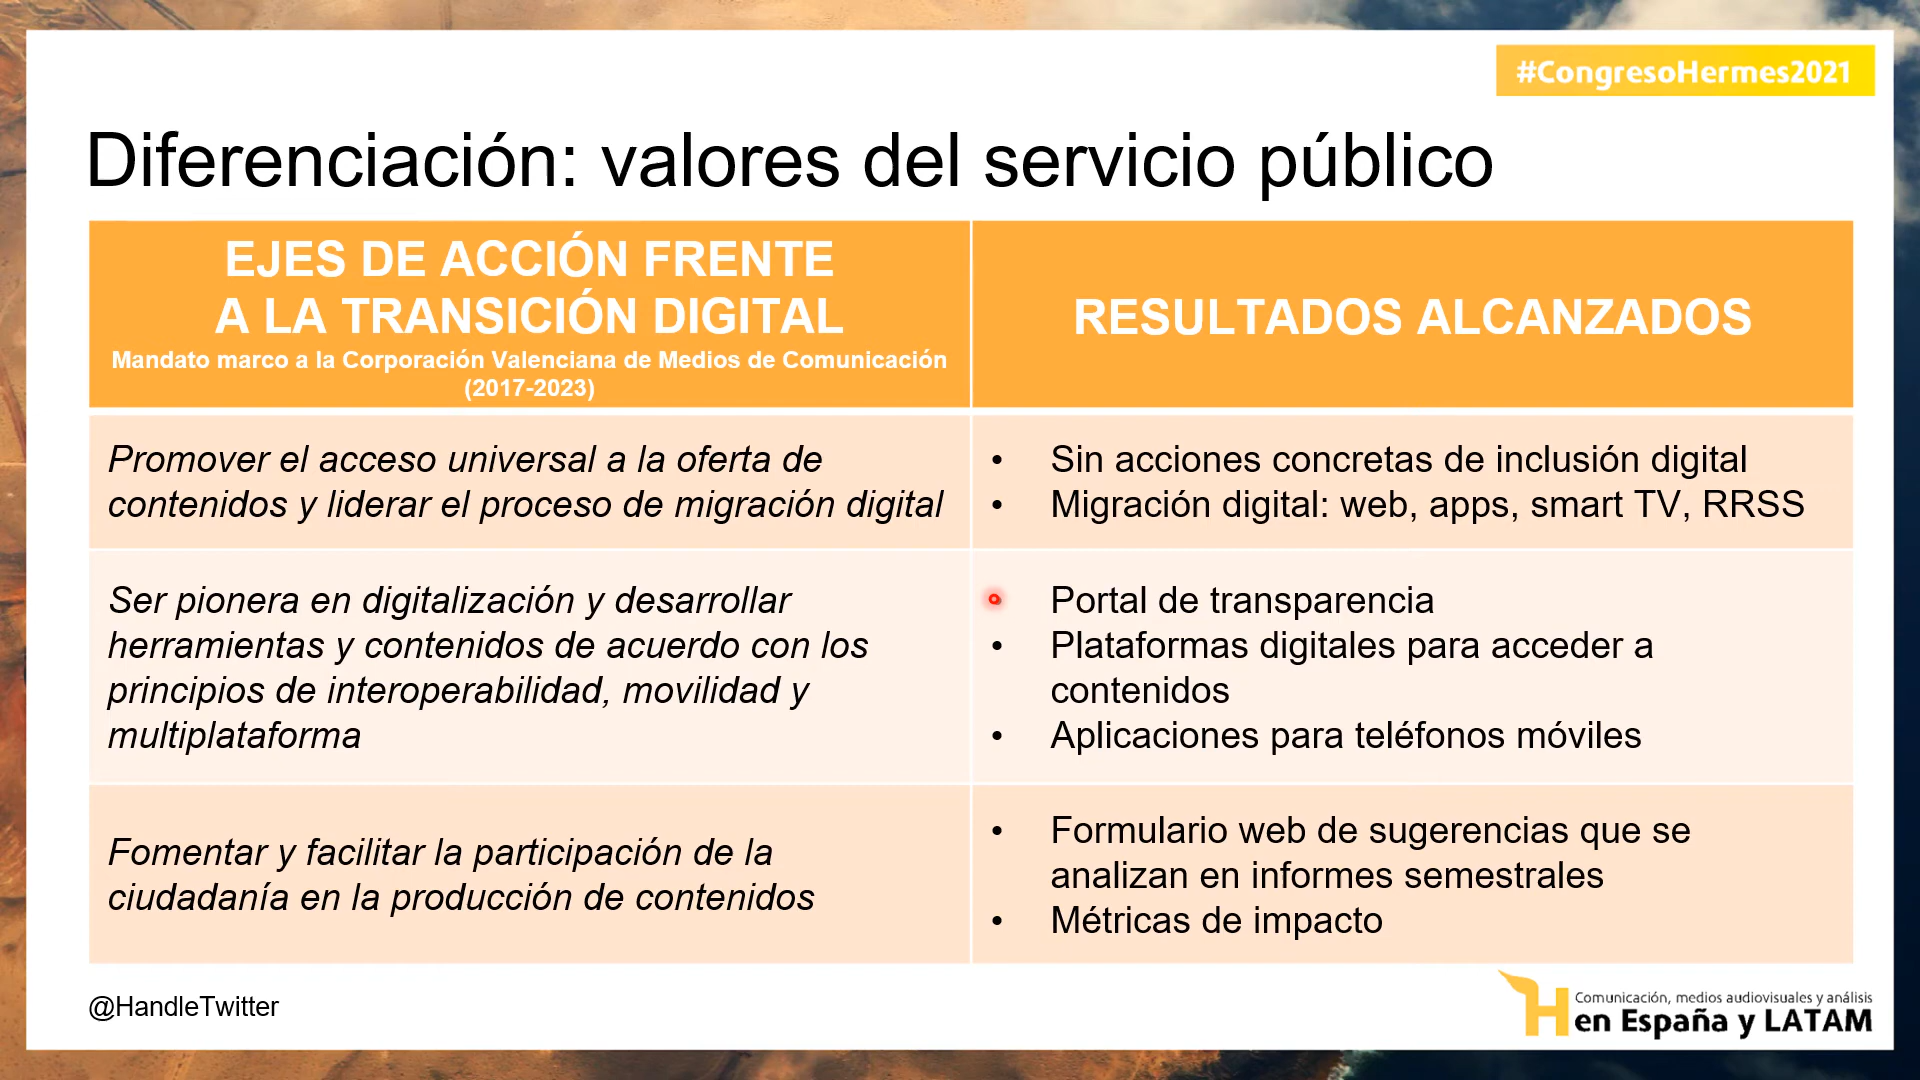 #CongresoHermes2021
Diferenciación: valores del servicio público
EJES DE ACCIÓN FRENTE
A LA TRANSICIÓN DIGITAL
Mandato marco a la Corporación Valenciana de Medios de Comunicación
(2017-2023)
RESULTADOS ALCANZADOS
Promover el acceso universal a la oferta de
contenidos y liderar el proceso de migración digital
• Sin acciones concretas de inclusión digital
• Migración digital: web, apps, smart TV, RRSS
Ser pionera en digitalización y desarrollar
herramientas y contenidos de acuerdo con los
principios de interoperabilidad, movilidad y
multiplataforma
• Portal de transparencia
• Plataformas digitales para acceder a
contenidos
• Aplicaciones para teléfonos móviles
Fomentar y facilitar la participación de la
ciudadanía en la producción de contenidos
• Formulario web de sugerencias que se
analizan en informes semestrales
• Métricas de impacto
@HandleTwitter
H
Comunicación, medios audiovisuales y análisis
en España y LATAM